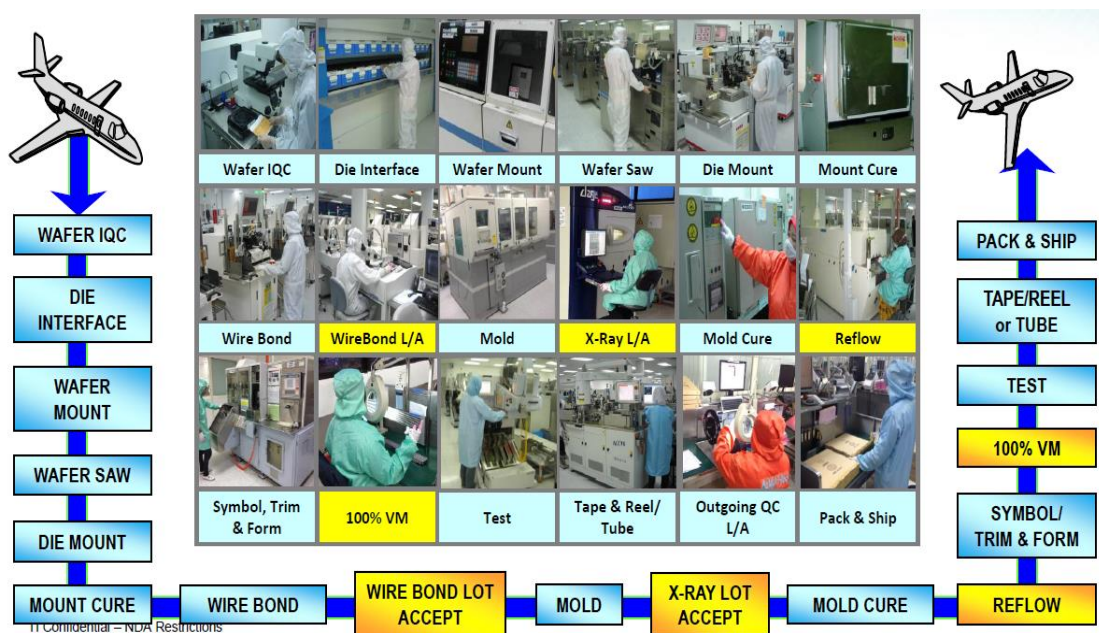 Wafer IQC
Die Interface
Wafer Mount
Wafer Saw
Die Mount
Mount Cure
Wire Bond
WireBond L/A
Mold
X-Ray L/A
Mold Cure
Reflow
Symbol, Trim
& Form
100% VM
Test
Tape & Reel/
Tube
Outgoing QC
L/A
Pack & Ship
WAFER IQC
DIE
INTERFACE
WAFER
MOUNT
WAFER SAW
DIE MOUNT
MOUNT CURE
WIRE BOND
WIRE BOND LOT
ACCEPT
MOLD
X-RAY LOT
ACCEPT
MOLD CURE
REFLOW
SYMBOL/
TRIM & FORM
100% VM
TEST
TAPE/REEL
or TUBE
PACK & SHIP
TI Confidential – NDA Restrictions